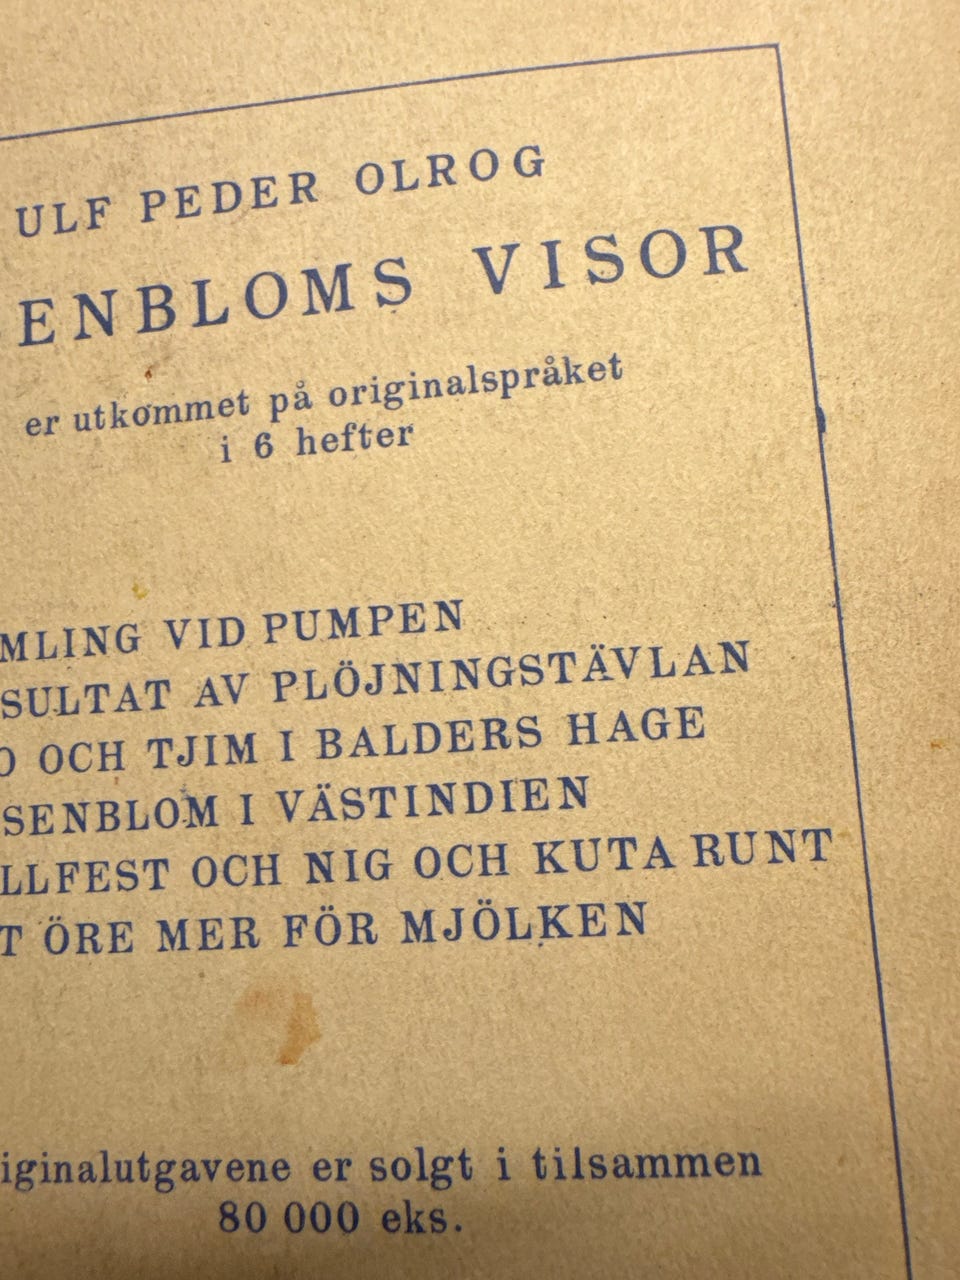 ULF PEDER OLROG
ENBLOMS VISOR
er utkommet på originalspråket
i 6 hefter
MLING VID PUMPEN
SULTAT AV PLÖJNINGSTÄVLAN
O OCH TJIM I BALDERS HAGE
SENBLOM I VÄSTINDIEN
LLFEST OCH NIG OCH KUTA RUNT
T ÖRE MER FÖR MJÖLKEN
iginalutgavene er solgt i tilsammen
80 000 eks.